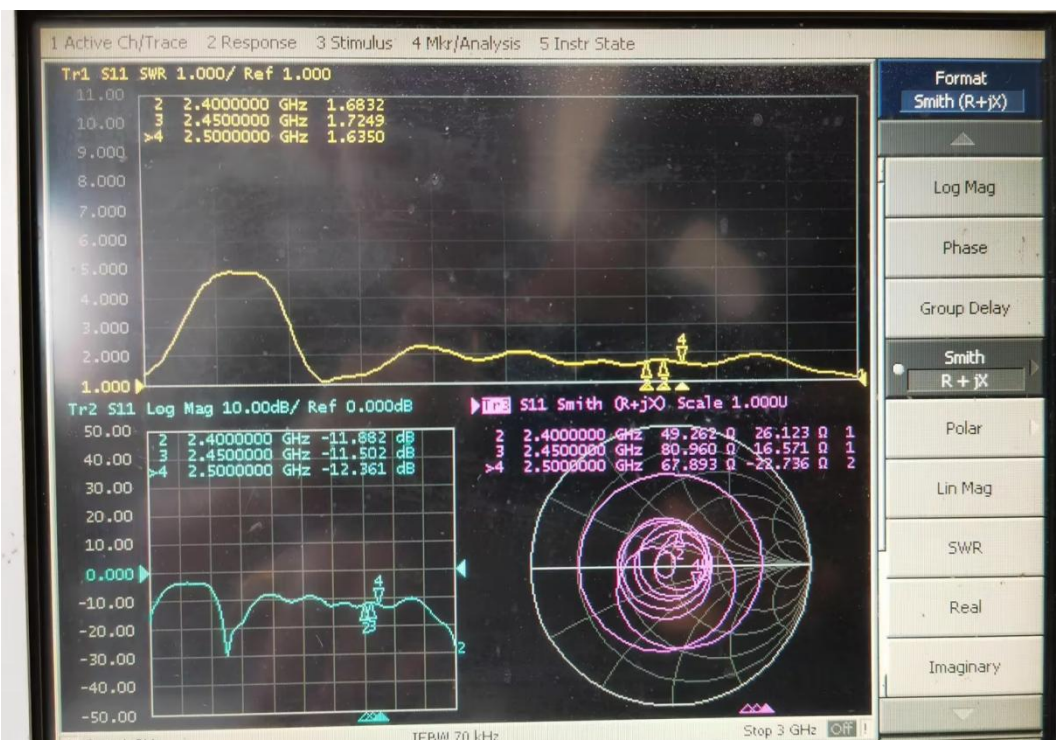 1 Active Ch/Trace 2 Response 3 Stimulus 4 Mkr/Analysis 5 Instr State
Tr1 S11 SWR 1.000/ Ref 1.000
11.00
10.00
9.000
8.000
7.000
6.000
5.000
4.000
3.000
2.000
1.000
2 2.4000000 GHz 1.6832
3 2.4500000 GHz 1.7249
>4 2.5000000 GHz 1.6350
4
Tr2 S11 Log Mag 10.00dB/ Ref 0.000dB
50.00
40.00
30.00
20.00
10.00
0.000
-10.00
-20.00
-30.00
-40.00
-50.00
2 2.4000000 GHz -11.882 dB
3 2.4500000 GHz -11.502 dB
>4 2.5000000 GHz -12.361 dB
4
23
2
Tr3 S11 Smith (R+jX) Scale 1.000U
2 2.4000000 GHz 49.262 Ω 26.123 Ω 1
3 2.4500000 GHz 80.960 Ω 16.571 Ω 1
>4 2.5000000 GHz 67.893 Ω -22.736 Ω 2
IFBW 70 kHz
Stop 3 GHz Off !
Format
Smith (R+jX)
Log Mag
Phase
Group Delay
Smith
R + jX
Polar
Lin Mag
SWR
Real
Imaginary